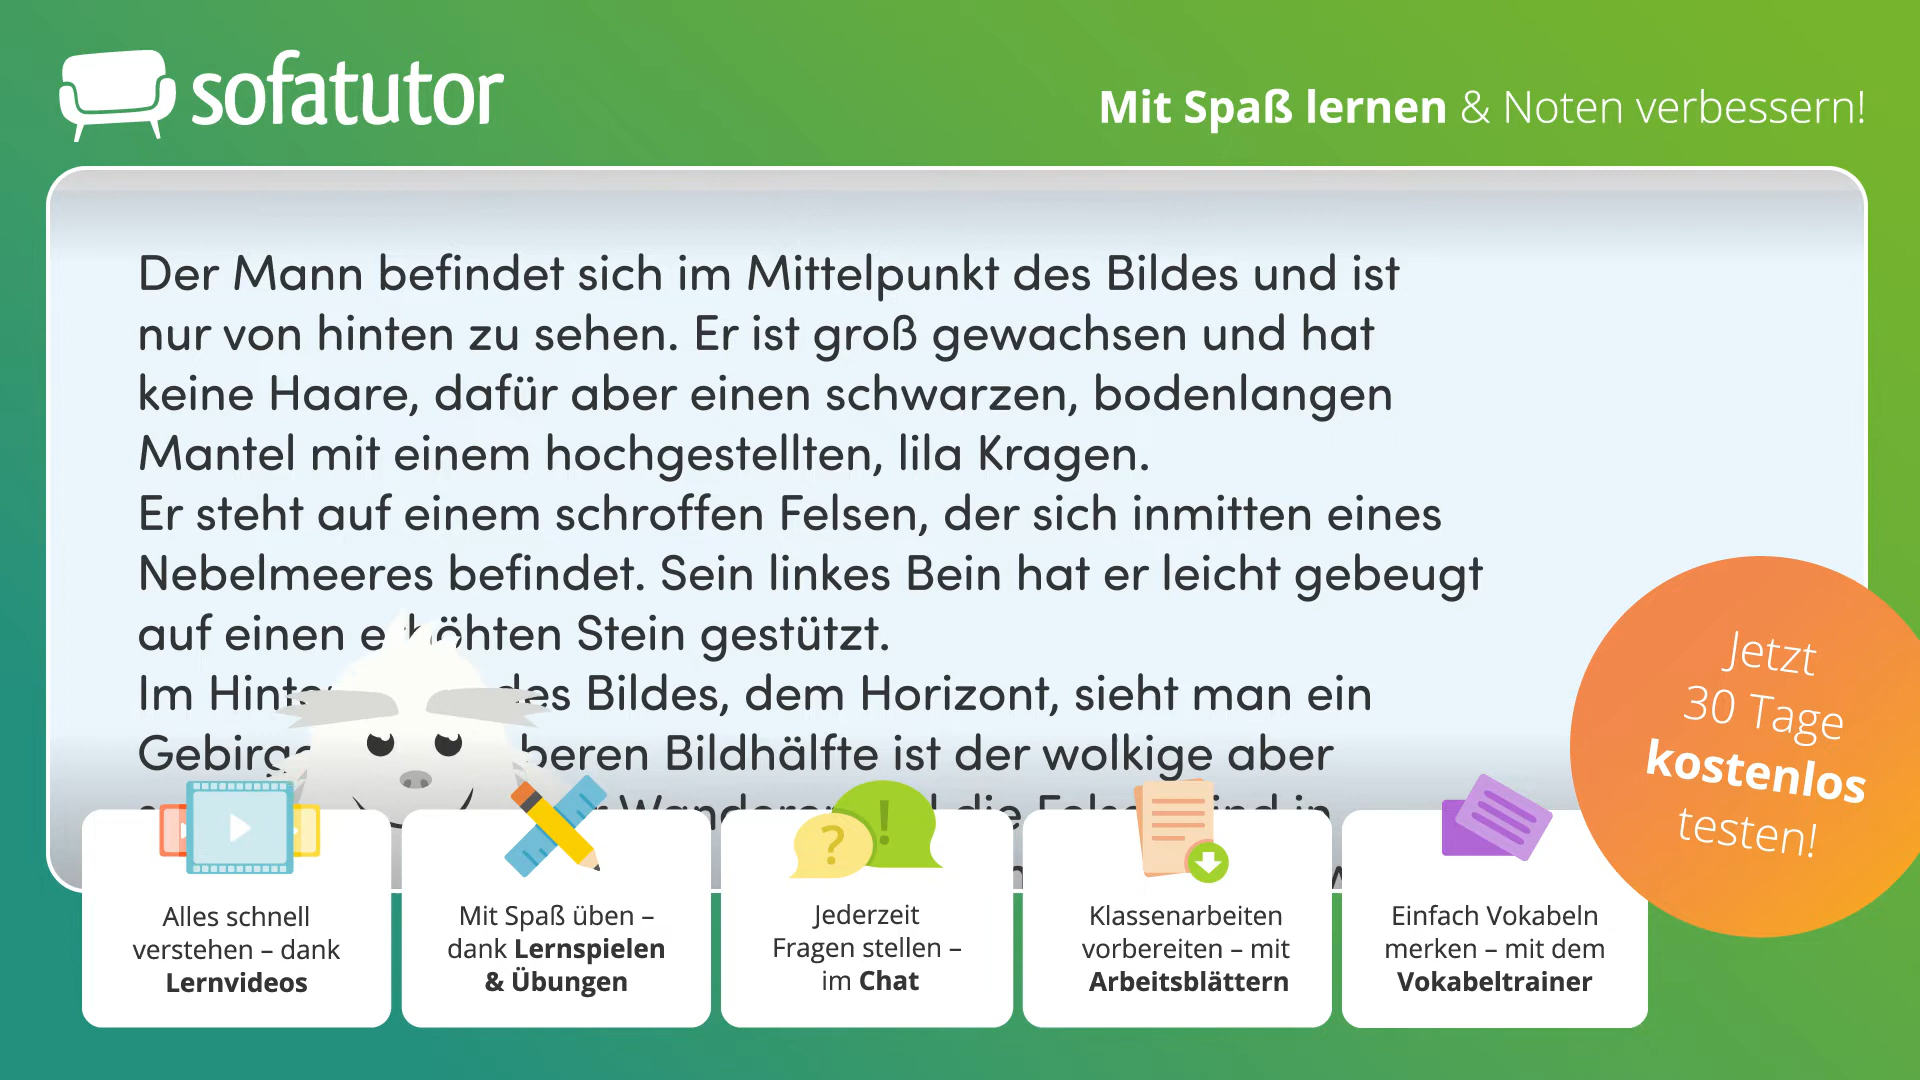 sofatutor
Mit Spaß lernen & Noten verbessern!
Der Mann befindet sich im Mittelpunkt des Bildes und ist
nur von hinten zu sehen. Er ist groß gewachsen und hat
keine Haare, dafür aber einen schwarzen, bodenlangen
Mantel mit einem hochgestellten, lila Kragen.
Er steht auf einem schroffen Felsen, der sich inmitten eines
Nebelmeeres befindet. Sein linkes Bein hat er leicht gebeugt
auf einen erhöhten Stein gestützt.
Im des Bildes, dem Horizont, sieht man ein
Bildhälfte ist der wolkige aber
die
Jetzt
30 Tage
kostenlos
testen!
? !
Alles schnell
verstehen – dank
Lernvideos
Mit Spaß üben –
dank Lernspielen
& Übungen
Jederzeit
Fragen stellen –
im Chat
Klassenarbeiten
vorbereiten – mit
Arbeitsblättern
Einfach Vokabeln
merken – mit dem
Vokabeltrainer